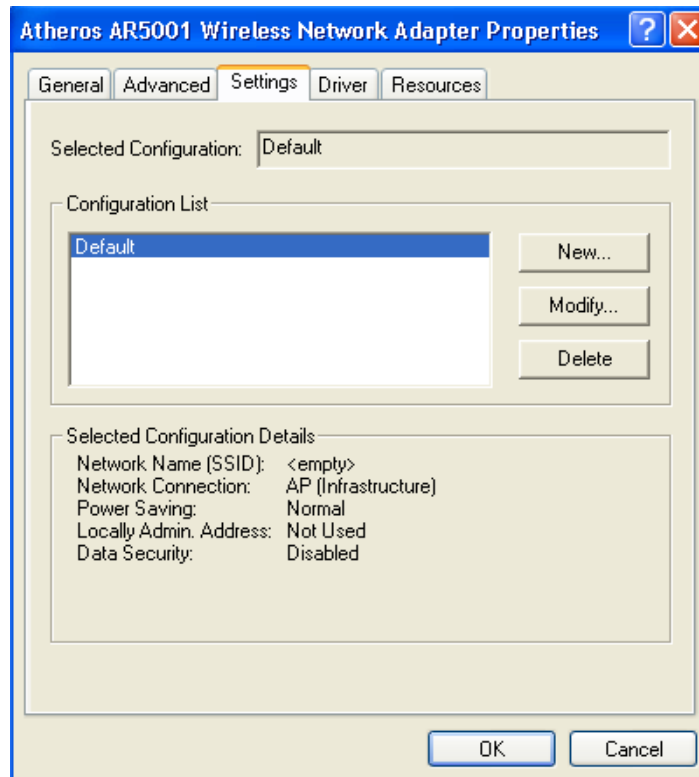 Atheros AR5001 Wireless Network Adapter Properties
General Advanced Settings Driver Resources
Selected Configuration: Default
Configuration List
Default
New...
Modify...
Delete
Selected Configuration Details
Network Name (SSID): <empty>
Network Connection: AP (Infrastructure)
Power Saving: Normal
Locally Admin. Address: Not Used
Data Security: Disabled
OK Cancel